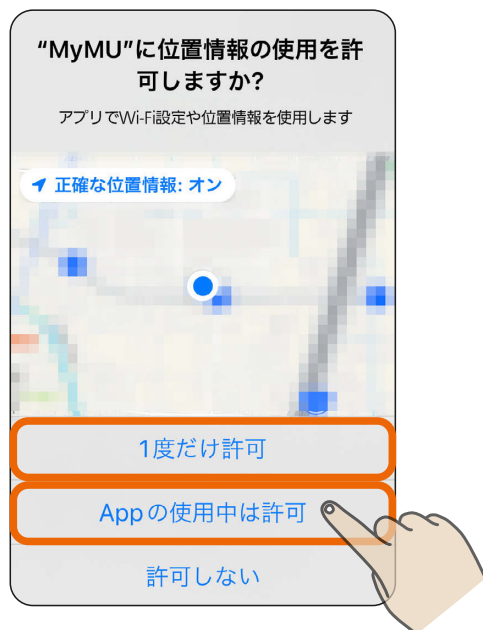 “MyMU”に位置情報の使用を許
可しますか?
アプリでWi-Fi設定や位置情報を使用します
正確な位置情報: オン
1度だけ許可
Appの使用中は許可
許可しない